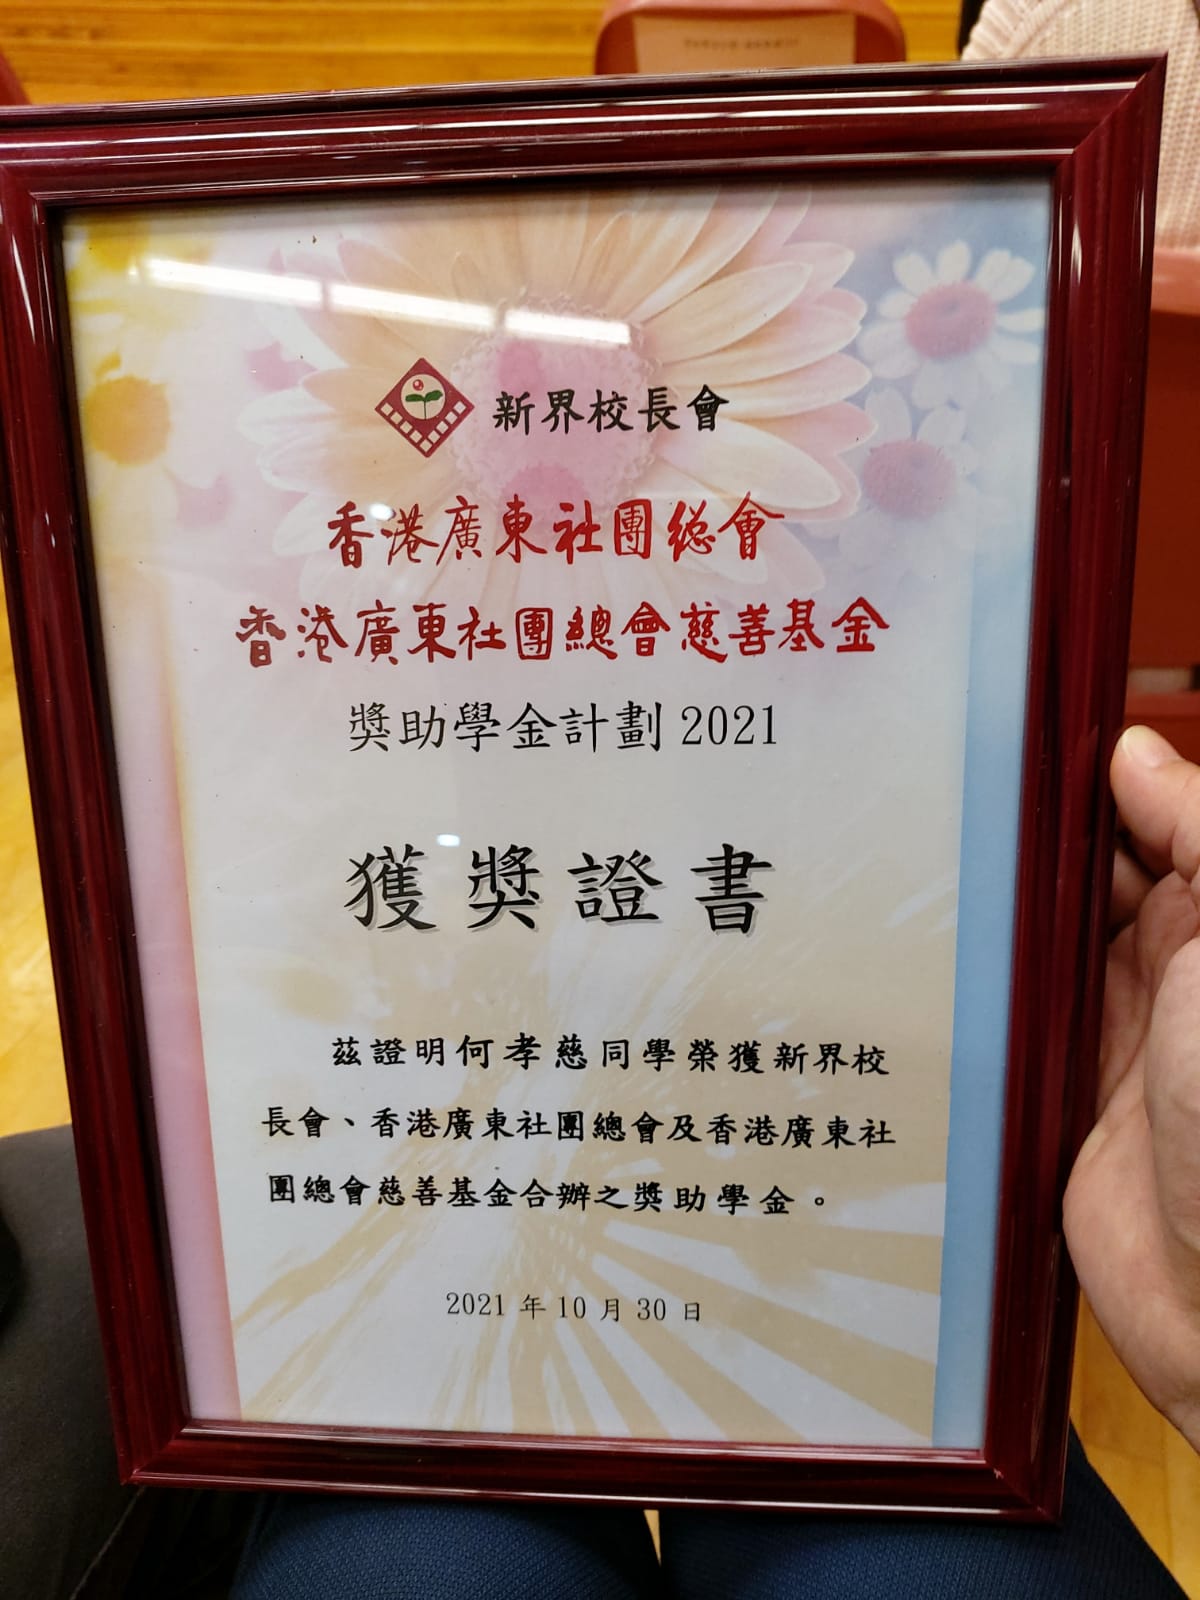 新界校長會
香港廣東社團總會
香港廣東社團總會慈善基金
獎助學金計劃 2021
獲獎證書
茲證明何孝慈同學榮獲新界校
長會、香港廣東社團總會及香港廣東社
團總會慈善基金合辦之獎助學金。
2021 年 10 月 30 日